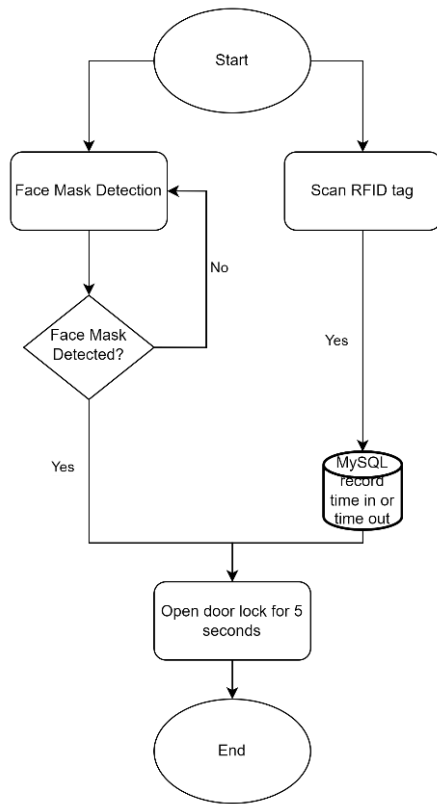 Start
Face Mask Detection
Scan RFID tag
No
Yes
Face Mask
Detected?
Yes
MySQL
record
time in or
time out
Open door lock for 5
seconds
End